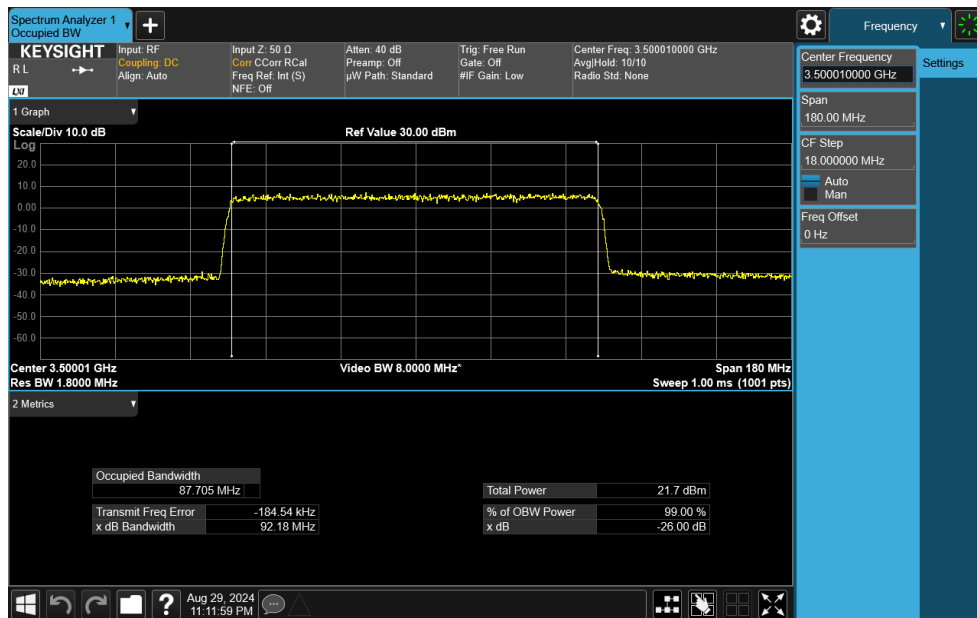 Spectrum Analyzer 1
Occupied BW
Frequency
KEYSIGHT
R L
LXI
Input: RF
Coupling: DC
Align: Auto
Input Z: 50 Ω
Corr CCorr RCal
Freq Ref: Int (S)
NFE: Off
Atten: 40 dB
Preamp: Off
µW Path: Standard
Trig: Free Run
Gate: Off
#IF Gain: Low
Center Freq: 3.500010000 GHz
Avg|Hold: 10/10
Radio Std: None
Center Frequency
3.500010000 GHz
Settings
Span
180.00 MHz
CF Step
18.000000 MHz
Auto
Man
Freq Offset
0 Hz
1 Graph
Scale/Div 10.0 dB
Ref Value 30.00 dBm
Log
20.0
10.0
0.00
-10.0
-20.0
-30.0
-40.0
-50.0
-60.0
Center 3.50001 GHz
Video BW 8.0000 MHz*
Span 180 MHz
Res BW 1.8000 MHz
Sweep 1.00 ms (1001 pts)
2 Metrics
Occupied Bandwidth
87.705 MHz
Total Power 21.7 dBm
Transmit Freq Error -184.54 kHz
% of OBW Power 99.00 %
x dB Bandwidth 92.18 MHz
x dB -26.00 dB
?
Aug 29, 2024
11:11:59 PM